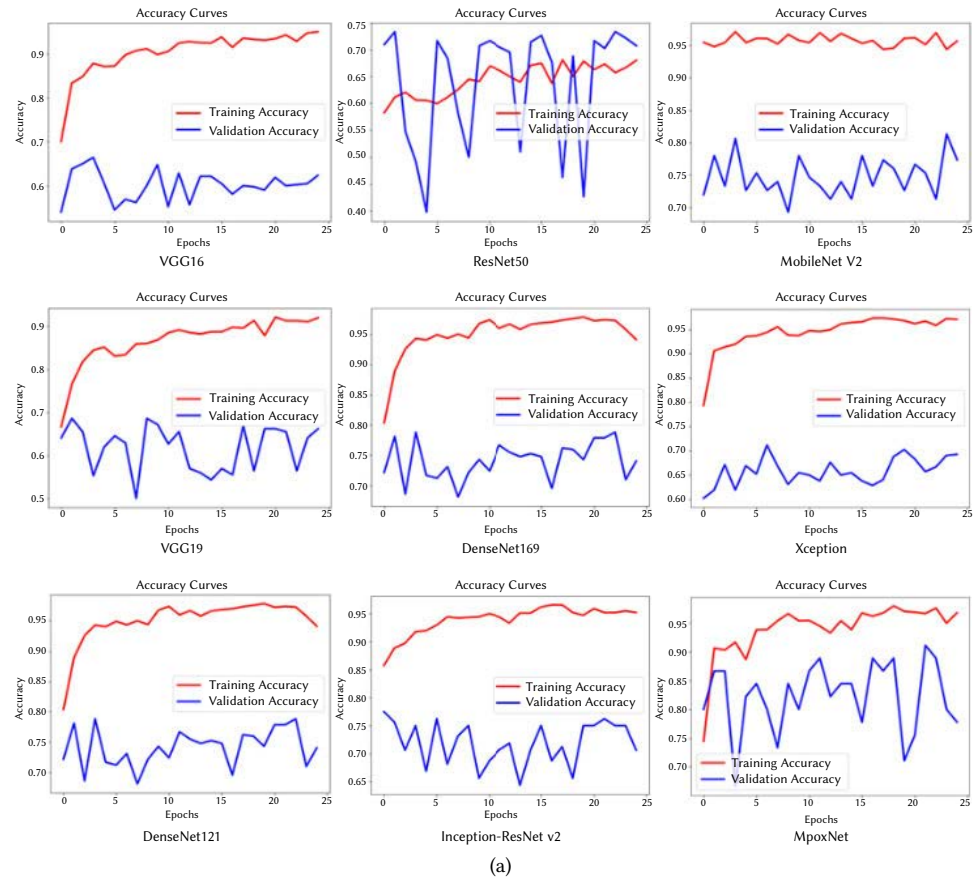 Accuracy Curves
Accuracy
0.9
0.8
0.7
0.6
Training Accuracy
Validation Accuracy
0 5 10 15 20 25
Epochs
VGG16
Accuracy Curves
Accuracy
0.75
0.70
0.65
0.60
0.55
0.50
0.45
0.40
Training Accuracy
Validation Accuracy
0 5 10 15 20 25
Epochs
ResNet50
Accuracy Curves
Accuracy
0.95
0.90
0.85
0.80
0.75
0.70
Training Accuracy
Validation Accuracy
0 5 10 15 20 25
Epochs
MobileNet V2
Accuracy Curves
Accuracy
0.9
0.8
0.7
0.6
0.5
Training Accuracy
Validation Accuracy
0 5 10 15 20 25
Epochs
VGG19
Accuracy Curves
Accuracy
0.95
0.90
0.85
0.80
0.75
0.70
Training Accuracy
Validation Accuracy
0 5 10 15 20 25
Epochs
DenseNet169
Accuracy Curves
Accuracy
0.95
0.90
0.80
0.75
0.70
0.65
0.60
Training Accuracy
Validation Accuracy
0 5 10 15 20 25
Epochs
Xception
Accuracy Curves
Accuracy
0.95
0.90
0.85
0.80
0.75
0.70
Training Accuracy
Validation Accuracy
0 5 10 15 20 25
Epochs
DenseNet121
Accuracy Curves
Accuracy
0.95
0.90
0.85
0.80
0.75
0.70
0.65
Training Accuracy
Validation Accuracy
0 5 10 15 20 25
Epochs
Inception-ResNet v2
Accuracy Curves
Accuracy
0.95
0.90
0.85
0.80
0.75
0.70
Training Accuracy
Validation Accuracy
0 5 10 15 20 25
Epochs
MpoxNet
(a)